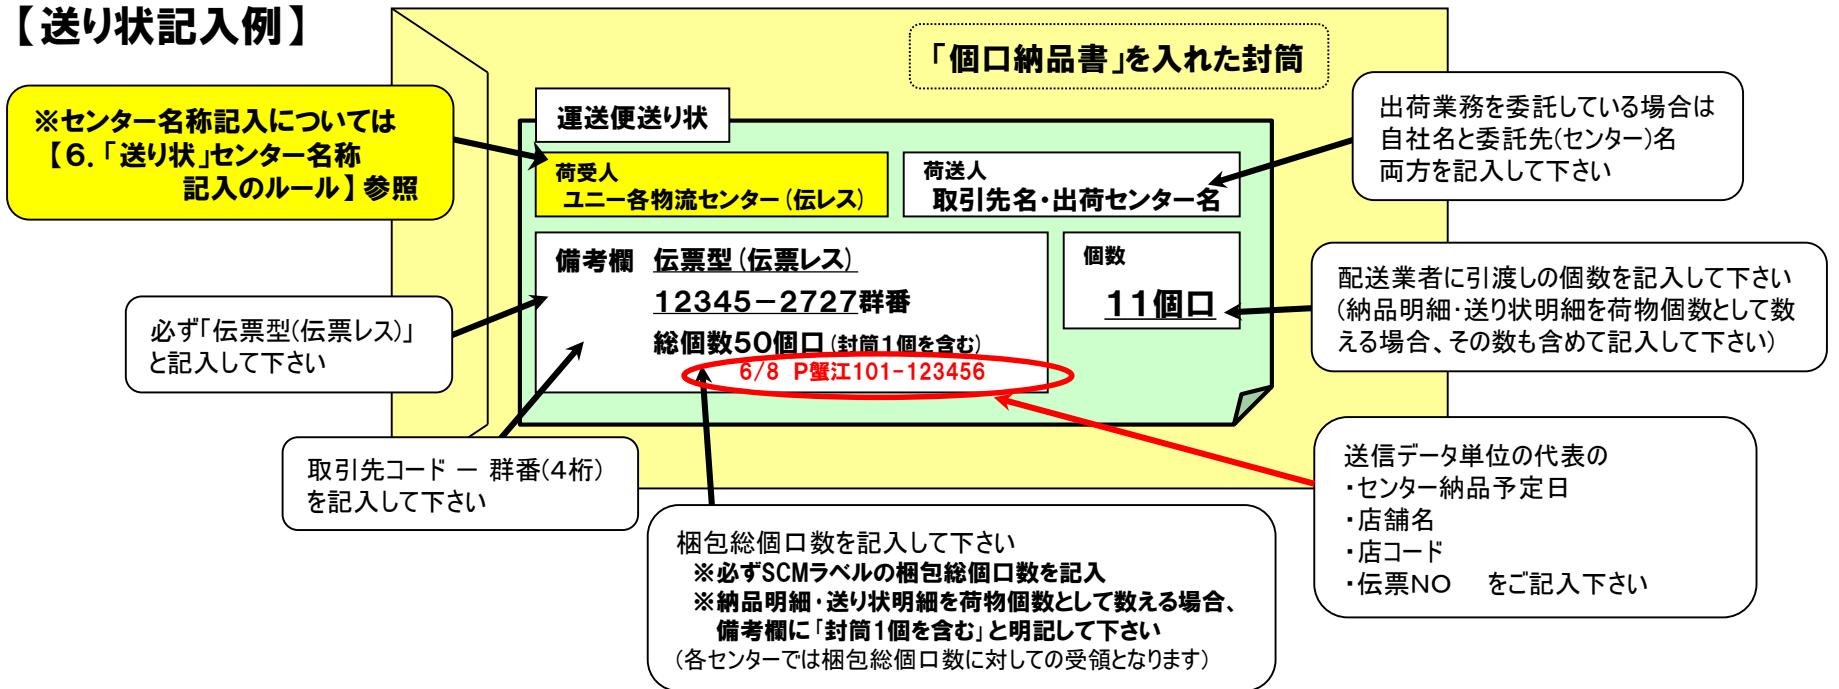 【送り状記入例】
「個口納品書」を入れた封筒
※センター名称記入については
【６．「送り状」センター名称
記入のルール】参照
運送便送り状
荷受人
ユニー各物流センター(伝レス)
荷送人
取引先名・出荷センター名
出荷業務を委託している場合は
自社名と委託先(センター)名
両方を記入して下さい
備考欄 伝票型(伝票レス)
１２３４５－２７２７群番
総個数５０個口(封筒１個を含む)
6/8 P蟹江101-123456
個数
１１個口
必ず「伝票型(伝票レス)」
と記入して下さい
配送業者に引渡しの個数を記入して下さい
(納品明細・送り状明細を荷物個数として数
える場合、その数も含めて記入して下さい)
取引先コード － 群番(４桁)
を記入して下さい
送信データ単位の代表の
・センター納品予定日
・店舗名
・店コード
・伝票ＮＯ をご記入下さい
梱包総個口数を記入して下さい
※必ずSCMラベルの梱包総個口数を記入
※納品明細・送り状明細を荷物個数として数える場合、
備考欄に「封筒１個を含む」と明記して下さい
(各センターでは梱包総個口数に対しての受領となります)